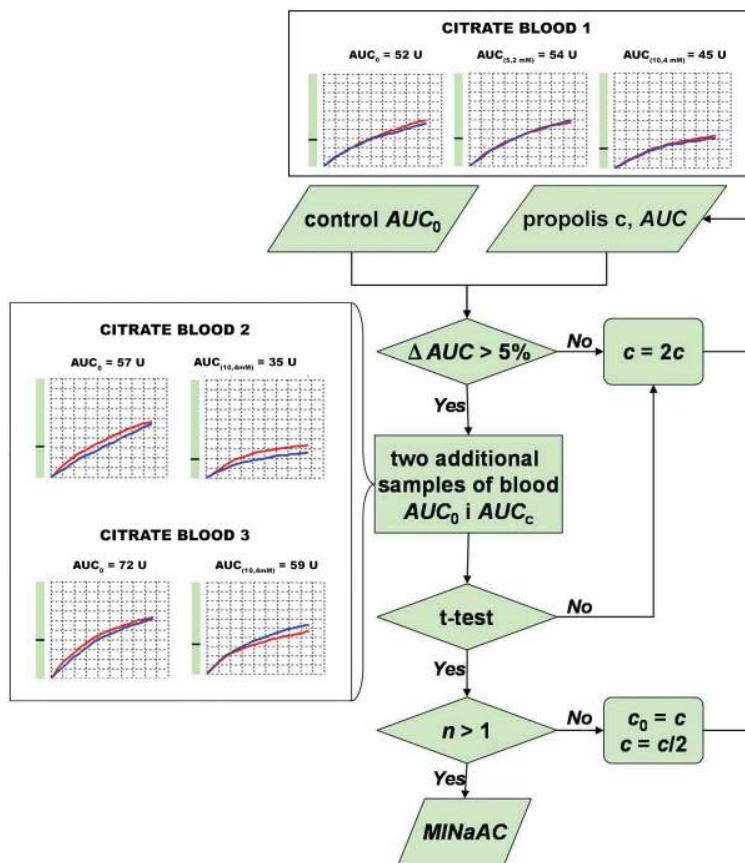 CITRATE BLOOD 1
AUC0 = 52 U
AUC(5,2 mM) = 54 U
AUC(10,4 mM) = 45 U
control AUC0
propolis c, AUC
CITRATE BLOOD 2
AUC0 = 57 U
AUC(10,4mM) = 35 U
CITRATE BLOOD 3
AUC0 = 72 U
AUC(10,4mM) = 59 U
Δ AUC > 5%
No
c = 2c
Yes
two additional
samples of blood
AUC0 i AUCc
t-test
No
Yes
n > 1
No
c0 = c
c = c/2
Yes
MINaAC